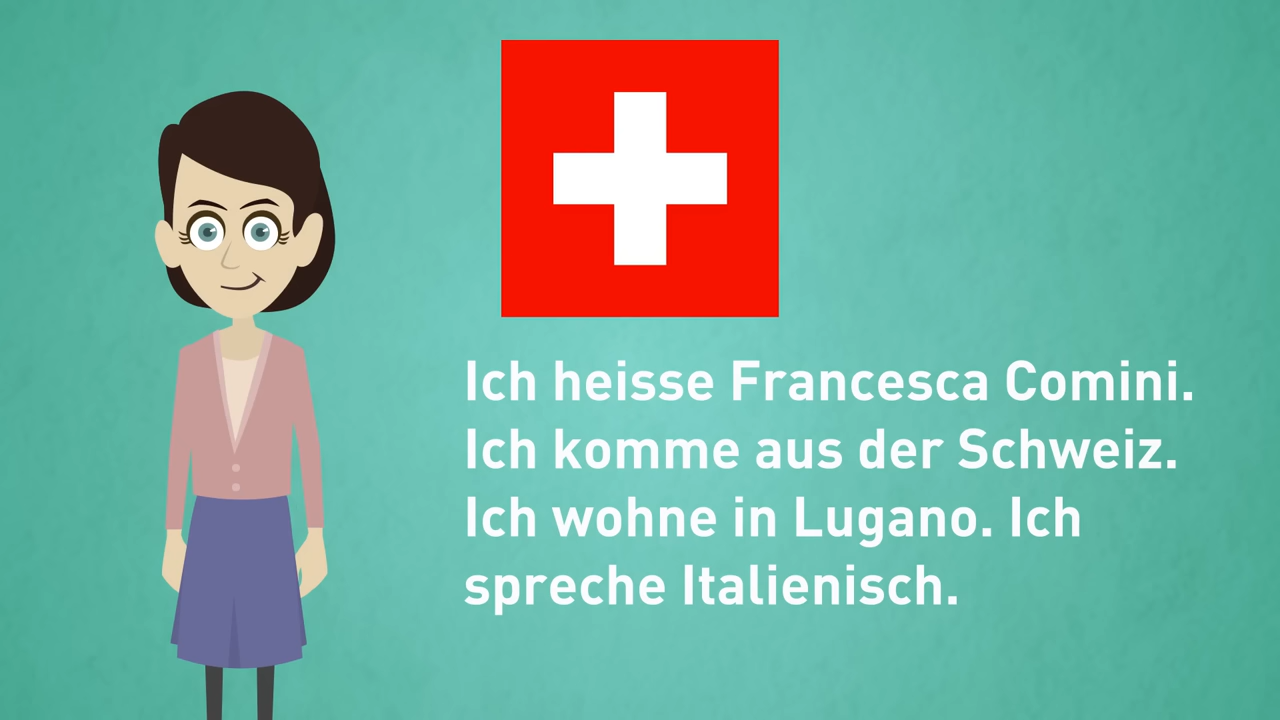 Ich heisse Francesca Comini.
Ich komme aus der Schweiz.
Ich wohne in Lugano. Ich
spreche Italienisch.